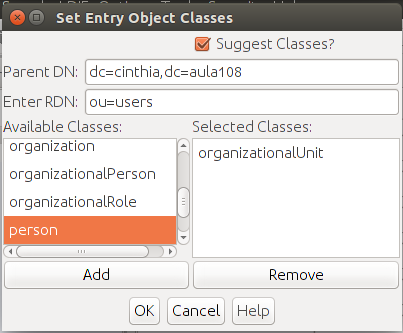 Set Entry Object Classes
Suggest Classes?
Parent DN: dc=cinthia,dc=aula108
Enter RDN: ou=users
Available Classes: Selected Classes:
organization
organizationalPerson
organizationalRole
person
organizationalUnit
Add Remove
OK Cancel Help